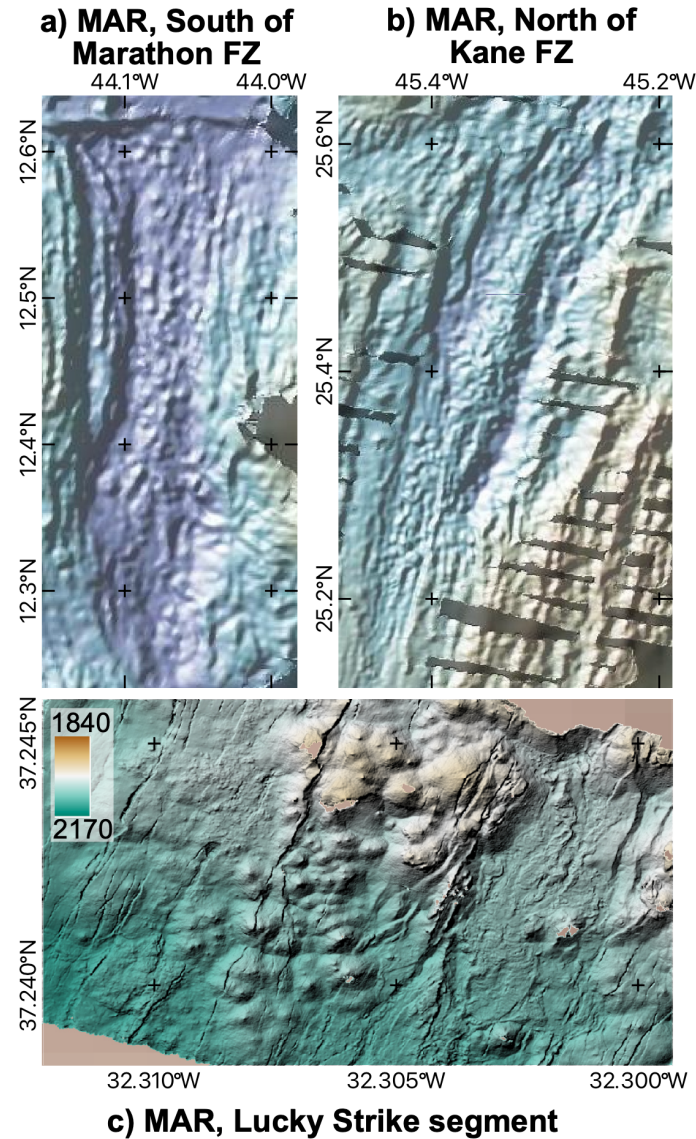 a) MAR, South of
Marathon FZ
b) MAR, North of
Kane FZ
44.1°W
44.0°W
45.4°W
45.2°W
12.6°N
12.5°N
12.4°N
12.3°N
25.6°N
25.4°N
25.2°N
37.245°N
37.240°N
1840
2170
32.310°W
32.305°W
32.300°W
c) MAR, Lucky Strike segment